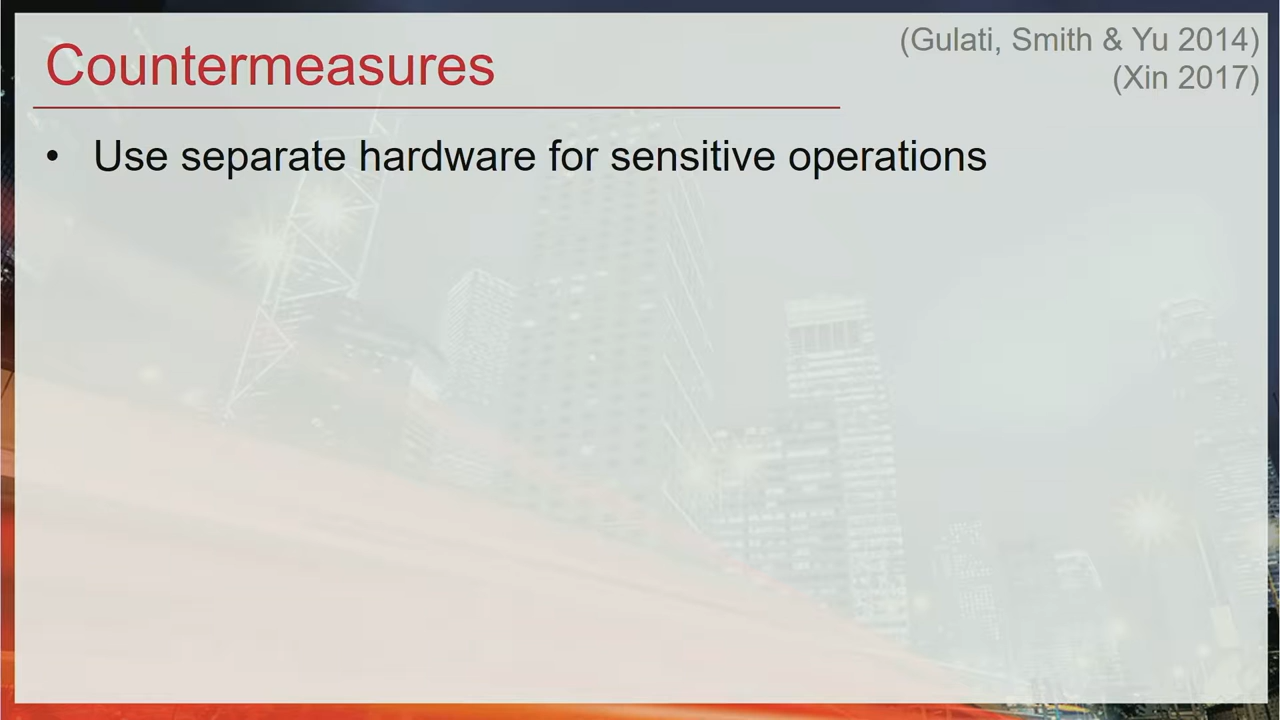 Countermeasures
(Gulati, Smith & Yu 2014)
(Xin 2017)
• Use separate hardware for sensitive operations